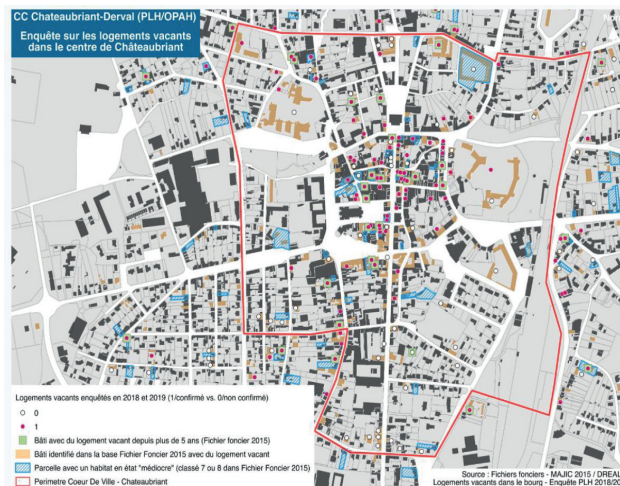 CC Chateaubriant-Derval (PLH/OPAH)
Enquête sur les logements vacants
dans le centre de Châteaubriant
Logements vacants enquêtés en 2018 et 2019 (1/confirmé vs. 0/non confirmé)
0
1
Bâti avec du logement vacant depuis plus de 5 ans (Fichier foncier 2015)
Bâti identifié dans la base Fichier Foncier 2015 avec du logement vacant
Parcelle avec un habitat en état "médiocre" (classé 7 ou 8 dans Fichier Foncier 2015)
Périmetre Coeur De Ville - Chateaubriant
Source : Fichiers fonciers - MAJIC 2015 / DREAL
Logements vacants dans le bourg - Enquête PLH 2018/20